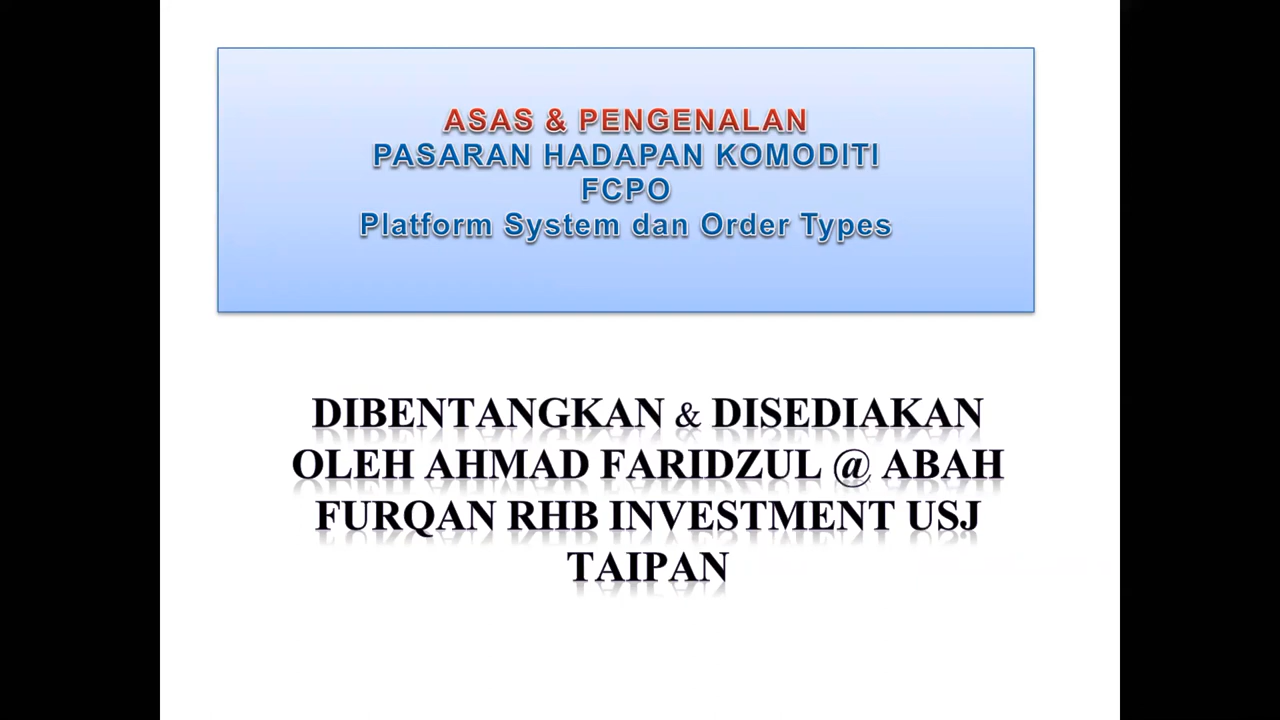 ASAS & PENGENALAN
PASARAN HADAPAN KOMODITI
FCPO
Platform System dan Order Types
DIBENTANGKAN & DISEDIAKAN
OLEH AHMAD FARIDZUL @ ABAH
FURQAN RHB INVESTMENT USJ
TAIPAN